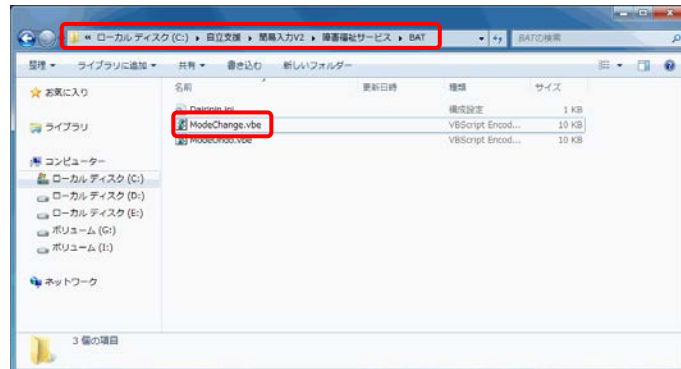 « ローカル ディスク (C:) ▸ 自立支援 ▸ 簡易入力V2 ▸ 障害福祉サービス ▸ BAT
BATの検索
整理 ライブラリに追加 共有 書き込む 新しいフォルダー
名前 更新日時 種類 サイズ
お気に入り
Dairinin.ini 構成設定 1 KB
ModeChange.vbe VBScript Encod... 10 KB
ModeUndo.vbe VBScript Encod... 10 KB
ライブラリ
コンピューター
ローカル ディスク (C:)
ローカル ディスク (D:)
ローカル ディスク (E:)
ボリューム (G:)
ボリューム (I:)
ネットワーク
3 個の項目